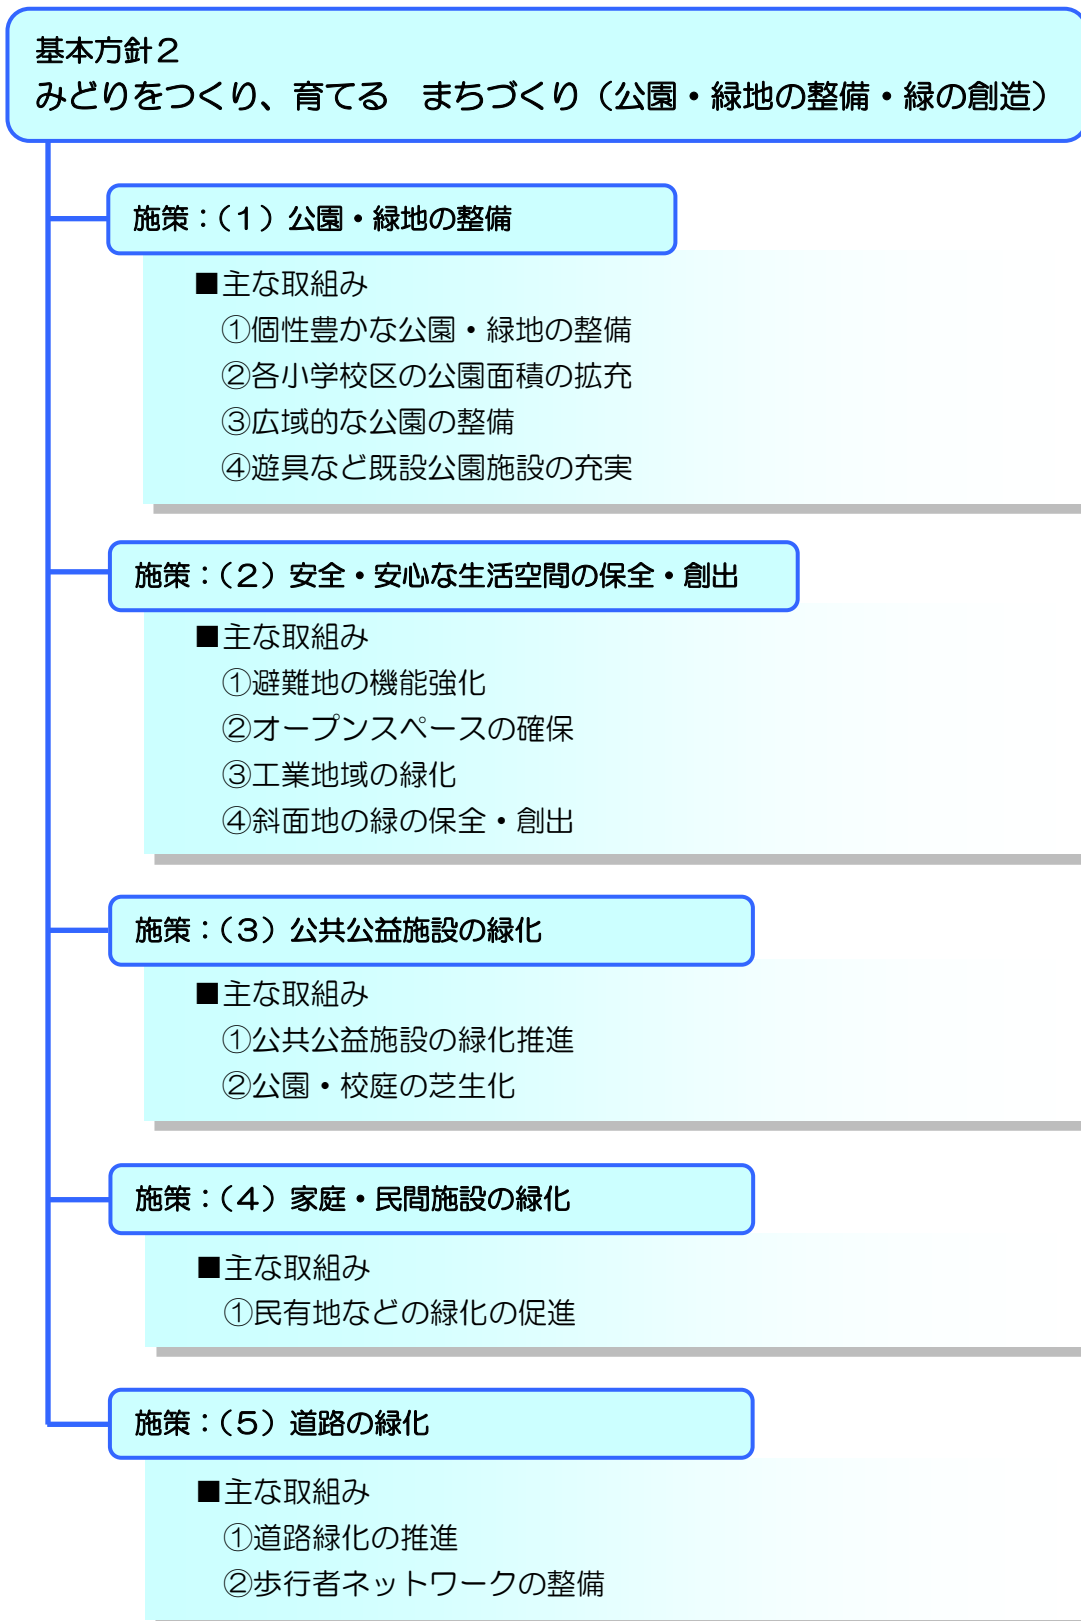 基本方針２
みどりをつくり、育てる　まちづくり（公園・緑地の整備・緑の創造）
施策：（１）公園・緑地の整備
■主な取組み
①個性豊かな公園・緑地の整備
②各小学校区の公園面積の拡充
③広域的な公園の整備
④遊具など既設公園施設の充実
施策：（２）安全・安心な生活空間の保全・創出
■主な取組み
①避難地の機能強化
②オープンスペースの確保
③工業地域の緑化
④斜面地の緑の保全・創出
施策：（３）公共公益施設の緑化
■主な取組み
①公共公益施設の緑化推進
②公園・校庭の芝生化
施策：（４）家庭・民間施設の緑化
■主な取組み
①民有地などの緑化の促進
施策：（５）道路の緑化
■主な取組み
①道路緑化の推進
②歩行者ネットワークの整備